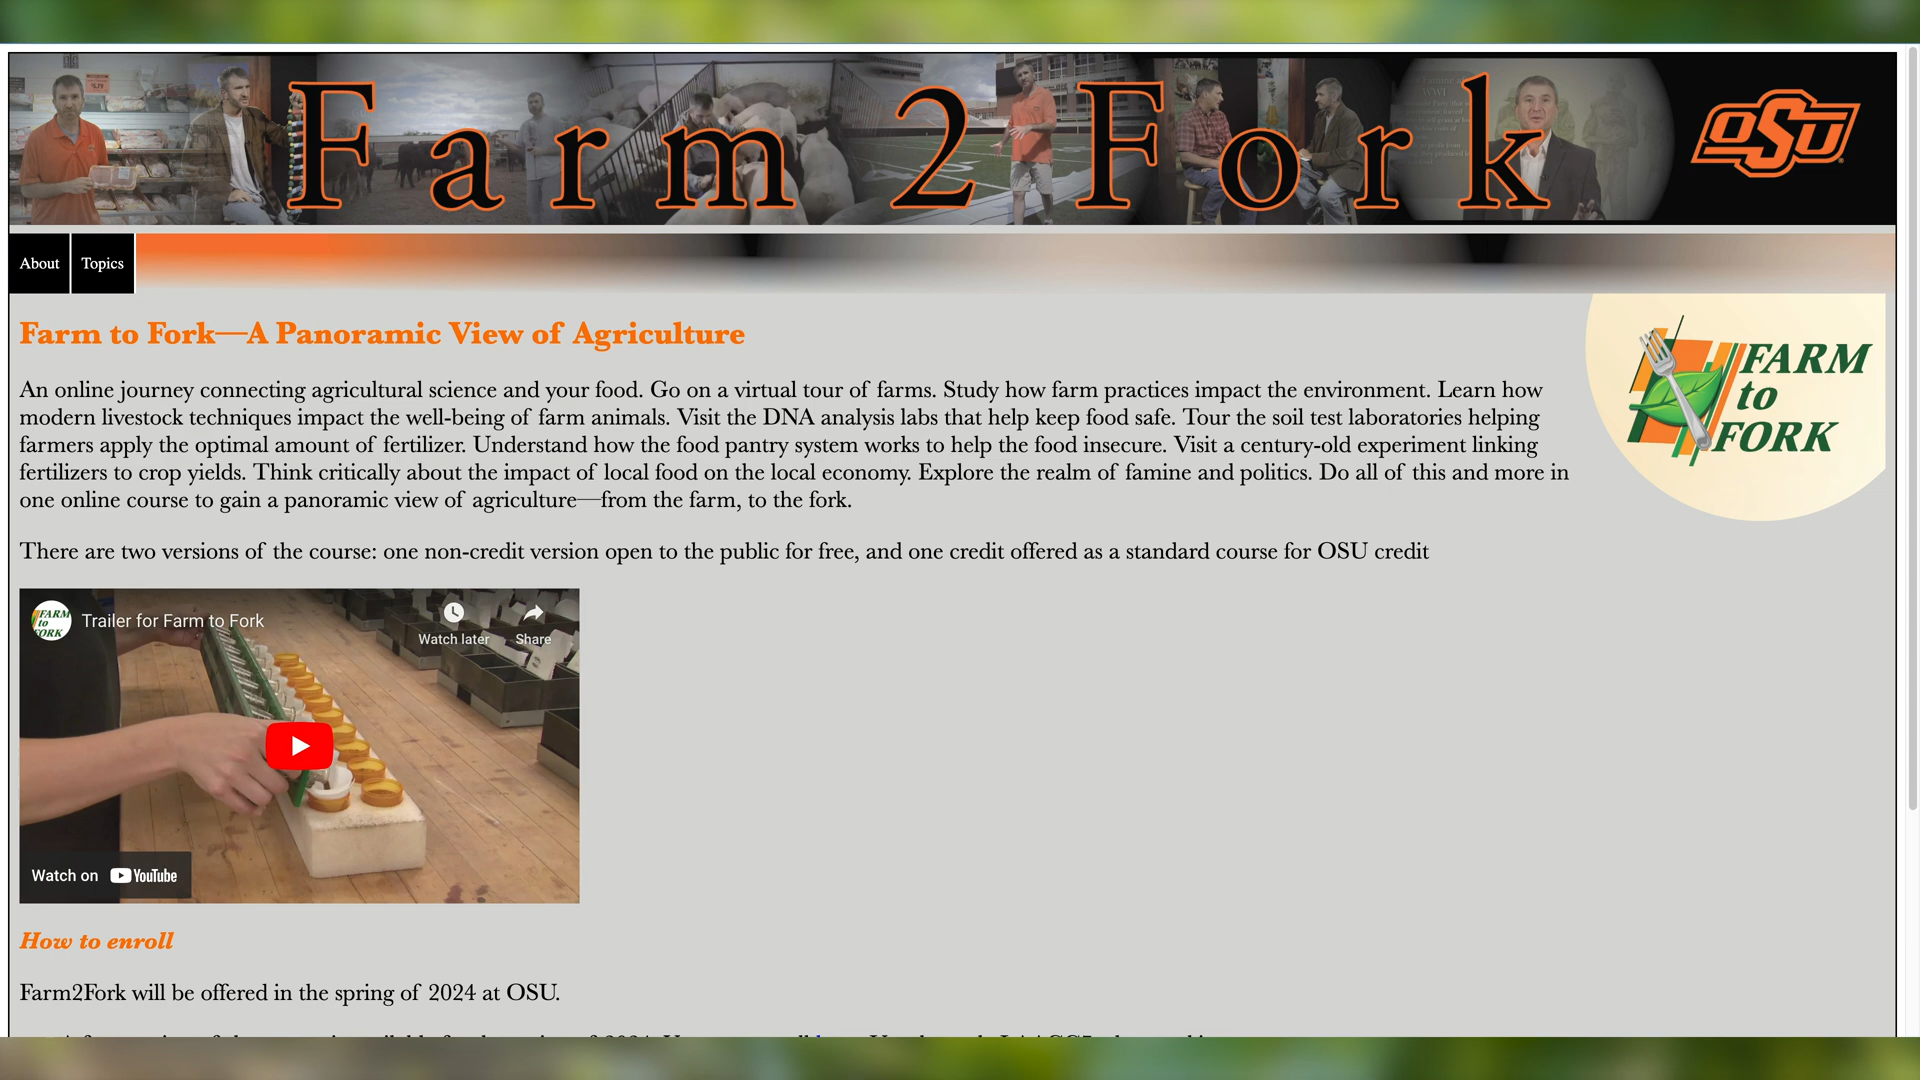 Farm 2 Fork
OSU
About
Topics
Farm to Fork—A Panoramic View of Agriculture
FARM
to
FORK
An online journey connecting agricultural science and your food. Go on a virtual tour of farms. Study how farm practices impact the environment. Learn how
modern livestock techniques impact the well-being of farm animals. Visit the DNA analysis labs that help keep food safe. Tour the soil test laboratories helping
farmers apply the optimal amount of fertilizer. Understand how the food pantry system works to help the food insecure. Visit a century-old experiment linking
fertilizers to crop yields. Think critically about the impact of local food on the local economy. Explore the realm of famine and politics. Do all of this and more in
one online course to gain a panoramic view of agriculture—from the farm, to the fork.
There are two versions of the course: one non-credit version open to the public for free, and one credit offered as a standard course for OSU credit
FARM
to
FORK
Trailer for Farm to Fork
Watch later
Share
Watch on YouTube
How to enroll
Farm2Fork will be offered in the spring of 2024 at OSU.